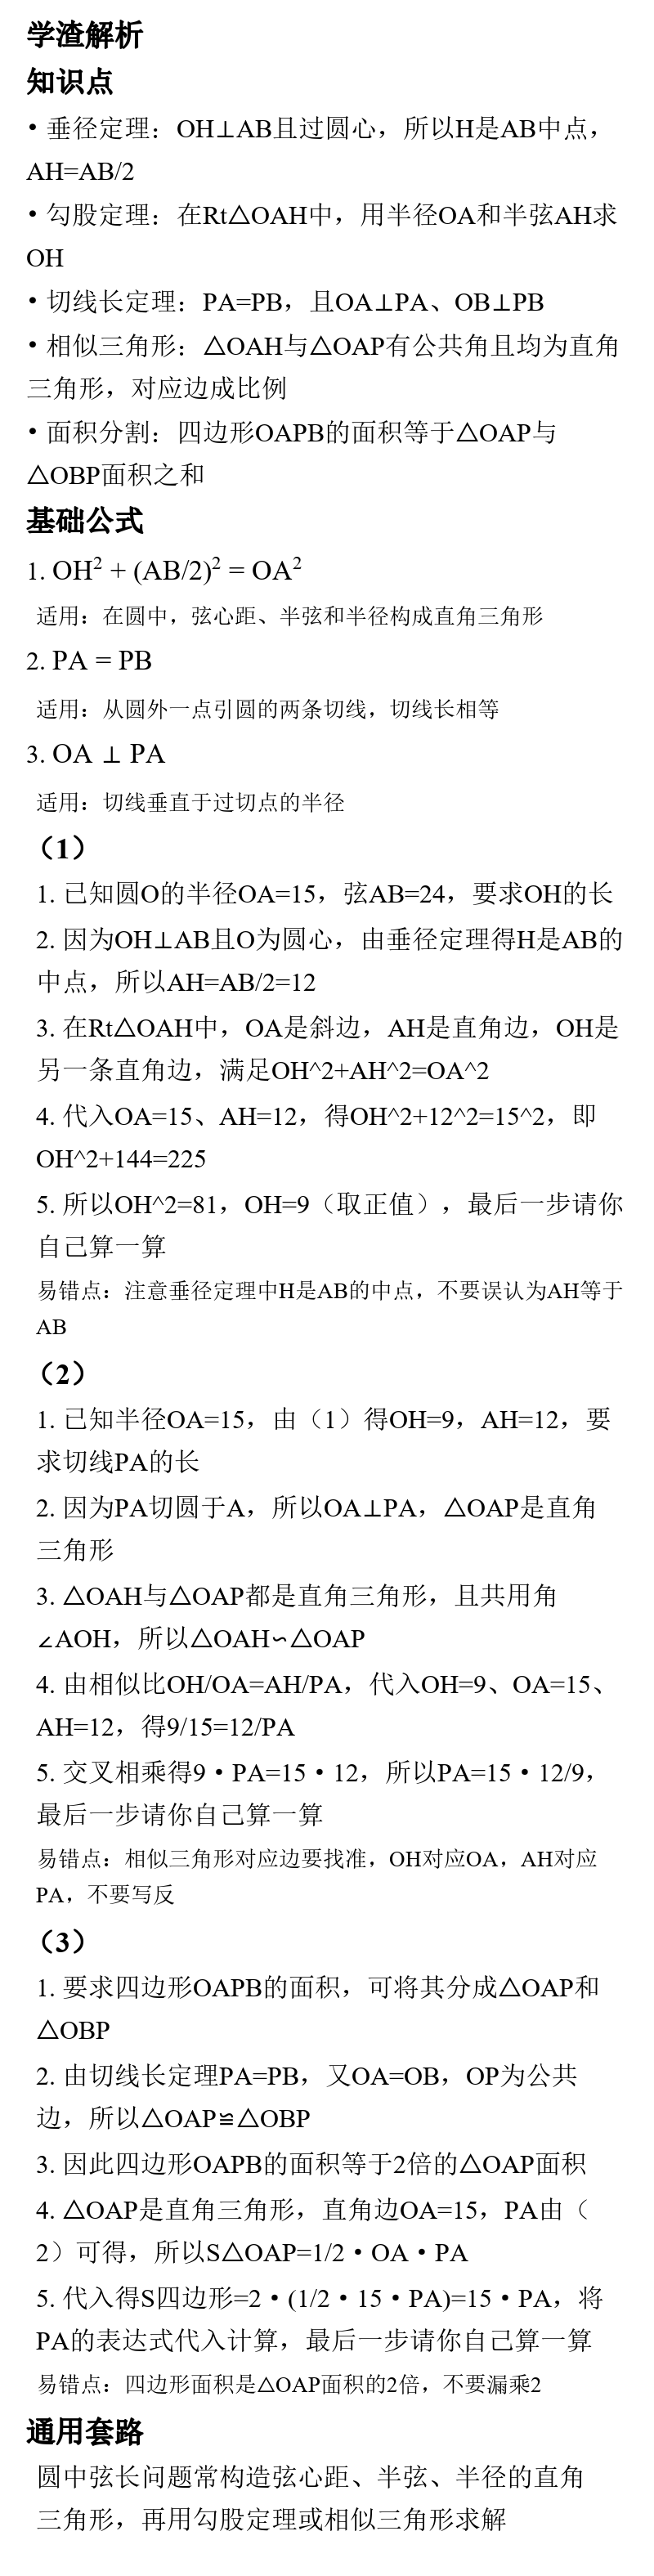 学渣解析
知识点
• 垂径定理：OH⊥AB且过圆心，所以H是AB中点，
AH=AB/2
• 勾股定理：在Rt△OAH中，用半径OA和半弦AH求
OH
• 切线长定理：PA=PB，且OA⊥PA、OB⊥PB
• 相似三角形：△OAH与△OAP有公共角且均为直角
三角形，对应边成比例
• 面积分割：四边形OAPB的面积等于△OAP与
△OBP面积之和
基础公式
1. OH² + (AB/2)² = OA²
适用：在圆中，弦心距、半弦和半径构成直角三角形
2. PA = PB
适用：从圆外一点引圆的两条切线，切线长相等
3. OA ⊥ PA
适用：切线垂直于过切点的半径
（1）
1. 已知圆O的半径OA=15，弦AB=24，要求OH的长
2. 因为OH⊥AB且O为圆心，由垂径定理得H是AB的
中点，所以AH=AB/2=12
3. 在Rt△OAH中，OA是斜边，AH是直角边，OH是
另一条直角边，满足OH^2+AH^2=OA^2
4. 代入OA=15、AH=12，得OH^2+12^2=15^2，即
OH^2+144=225
5. 所以OH^2=81，OH=9（取正值），最后一步请你
自己算一算
易错点：注意垂径定理中H是AB的中点，不要误认为AH等于
AB
（2）
1. 已知半径OA=15，由（1）得OH=9，AH=12，要
求切线PA的长
2. 因为PA切圆于A，所以OA⊥PA，△OAP是直角
三角形
3. △OAH与△OAP都是直角三角形，且共用角
∠AOH，所以△OAH∽△OAP
4. 由相似比OH/OA=AH/PA，代入OH=9、OA=15、
AH=12，得9/15=12/PA
5. 交叉相乘得9•PA=15•12，所以PA=15•12/9，
最后一步请你自己算一算
易错点：相似三角形对应边要找准，OH对应OA，AH对应
PA，不要写反
（3）
1. 要求四边形OAPB的面积，可将其分成△OAP和
△OBP
2. 由切线长定理PA=PB，又OA=OB，OP为公共
边，所以△OAP≌△OBP
3. 因此四边形OAPB的面积等于2倍的△OAP面积
4. △OAP是直角三角形，直角边OA=15，PA由（
2）可得，所以S△OAP=1/2•OA•PA
5. 代入得S四边形=2•(1/2•15•PA)=15•PA，将
PA的表达式代入计算，最后一步请你自己算一算
易错点：四边形面积是△OAP面积的2倍，不要漏乘2
通用套路
圆中弦长问题常构造弦心距、半弦、半径的直角
三角形，再用勾股定理或相似三角形求解